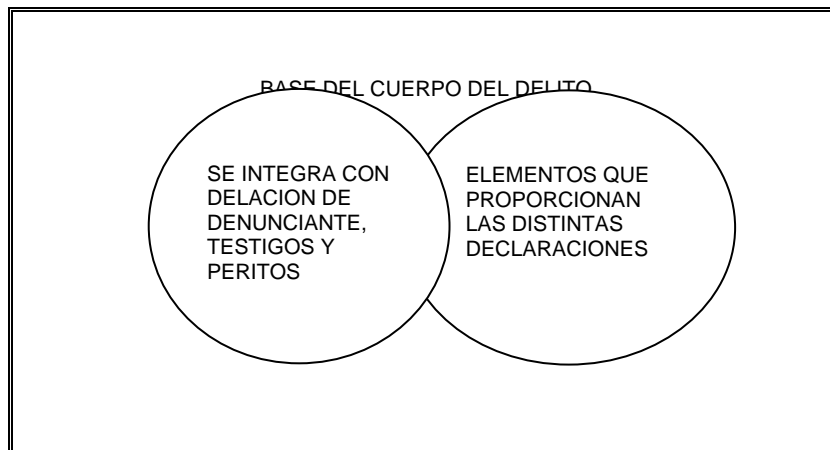 BASE DEL CUERPO DEL DELITO
SE INTEGRA CON
DELACION DE
DENUNCIANTE,
TESTIGOS Y
PERITOS
ELEMENTOS QUE
PROPORCIONAN
LAS DISTINTAS
DECLARACIONES